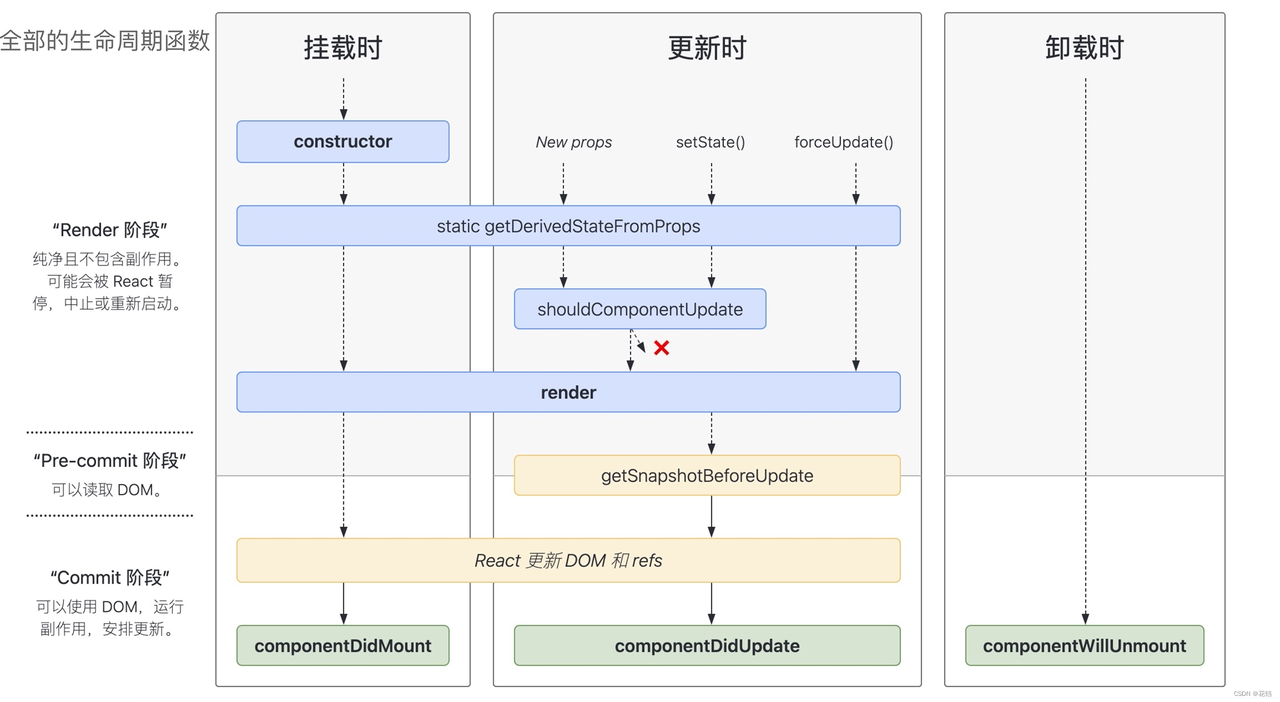 全部的生命周期函数
挂载时
更新时
卸载时
constructor
New props
setState()
forceUpdate()
“Render 阶段”
纯净且不包含副作用。
可能会被 React 暂
停，中止或重新启动。
static getDerivedStateFromProps
shouldComponentUpdate
render
“Pre-commit 阶段”
可以读取 DOM。
getSnapshotBeforeUpdate
“Commit 阶段”
可以使用 DOM，运行
副作用，安排更新。
React 更新 DOM 和 refs
componentDidMount
componentDidUpdate
componentWillUnmount